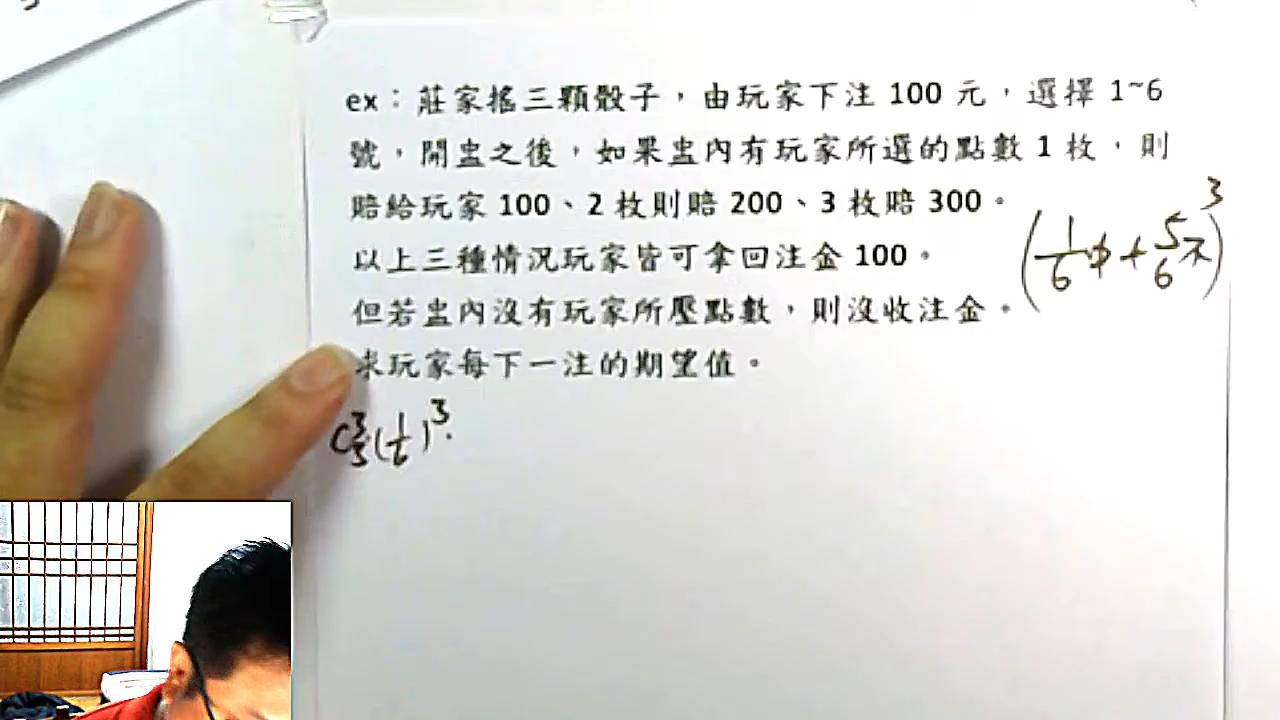 ex：莊家搖三顆骰子，由玩家下注 100 元，選擇 1~6
號，開盅之後，如果盅內有玩家所選的點數 1 枚，則
賠給玩家 100、2 枚則賠 200、3 枚賠 300。
以上三種情況玩家皆可拿回注金 100。
但若盅內沒有玩家所壓點數，則沒收注金。
求玩家每下一注的期望值。
(1/6 中 + 5/6 不)^3
C^3_3 (1/6)^3 ·